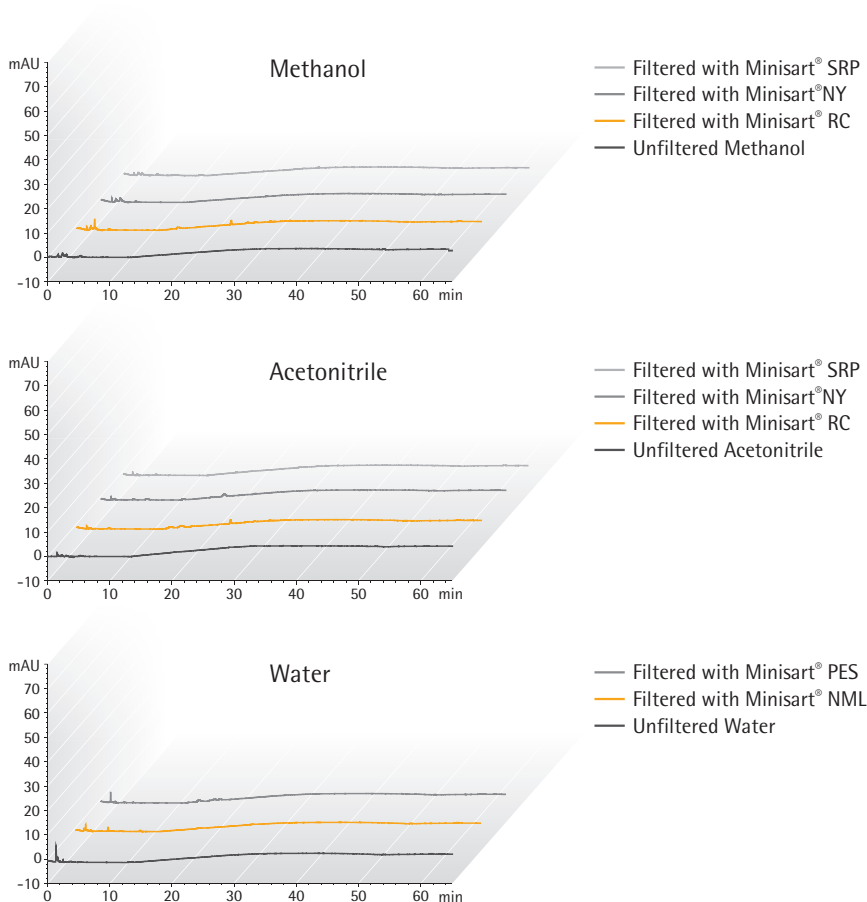 Methanol
mAU
70
60
50
40
30
20
10
0
-10
0 10 20 30 40 50 60 min
Filtered with Minisart® SRP
Filtered with Minisart®NY
Filtered with Minisart® RC
Unfiltered Methanol
Acetonitrile
mAU
70
60
50
40
30
20
10
0
-10
0 10 20 30 40 50 60 min
Filtered with Minisart® SRP
Filtered with Minisart®NY
Filtered with Minisart® RC
Unfiltered Acetonitrile
Water
mAU
70
60
50
40
30
20
10
0
-10
0 10 20 30 40 50 60 min
Filtered with Minisart® PES
Filtered with Minisart® NML
Unfiltered Water